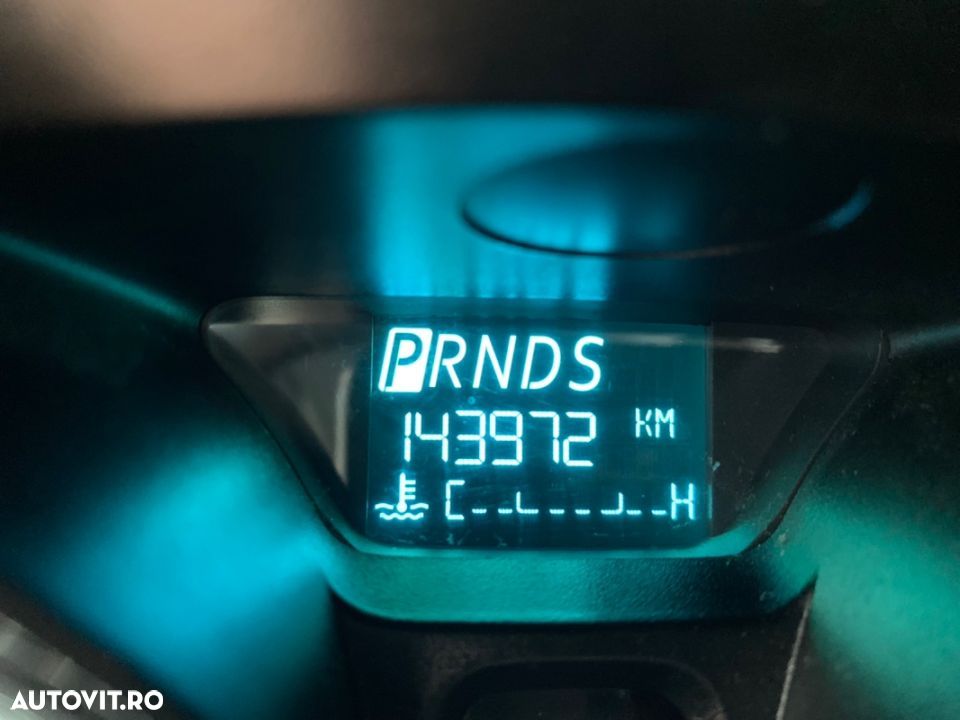 PRNDS
143972 KM
C H
AUTOVIT.RO